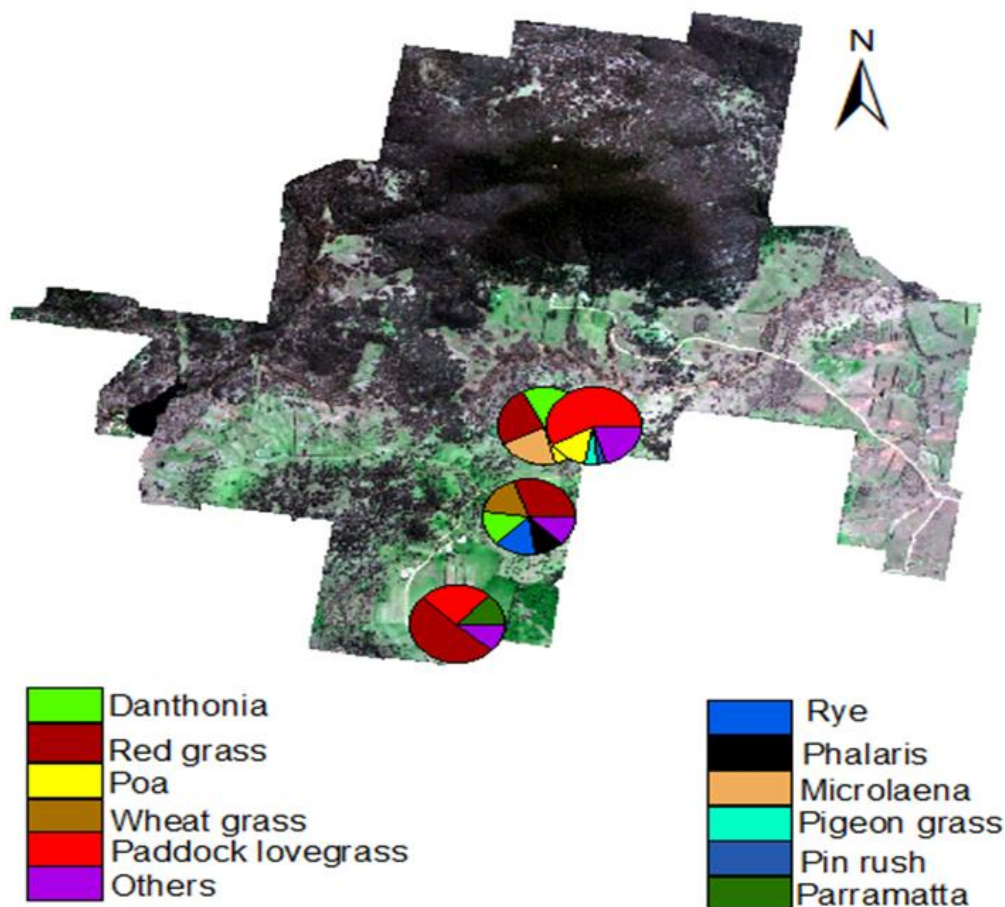 N
Danthonia
Red grass
Poa
Wheat grass
Paddock lovegrass
Others
Rye
Phalaris
Microlaena
Pigeon grass
Pin rush
Parramatta